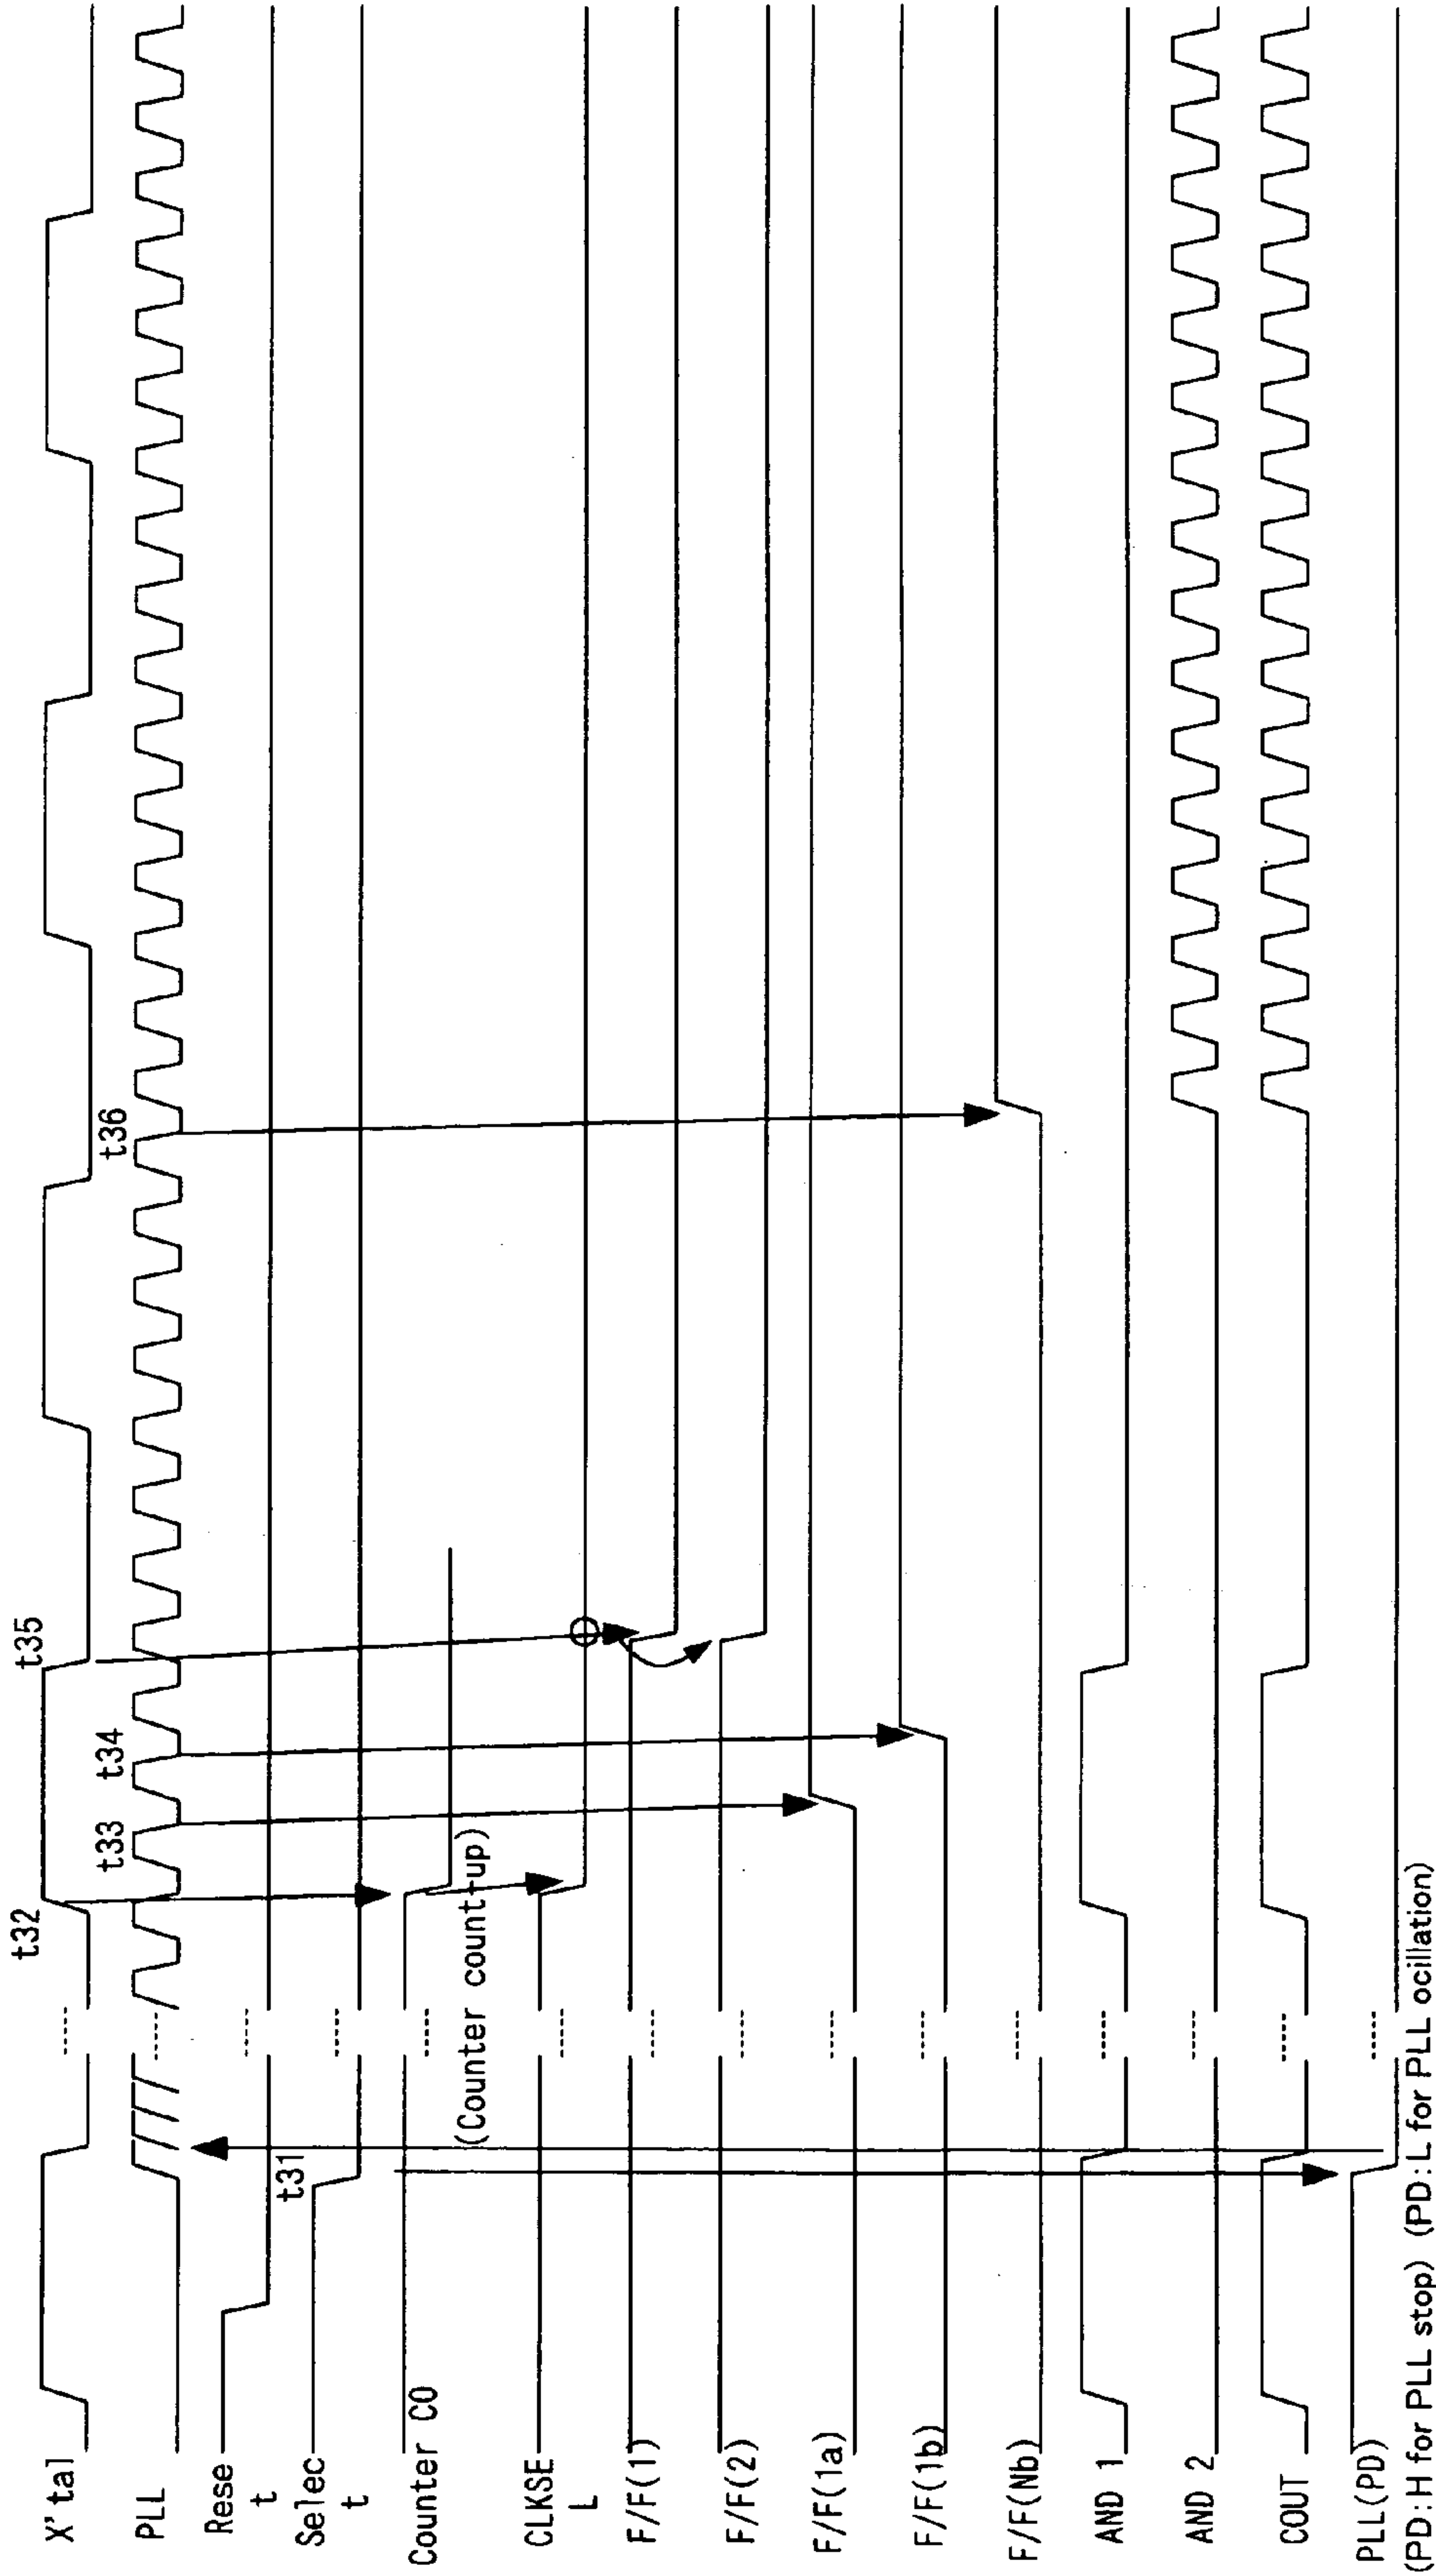 X'tal
t32
t35
PLL
t33
t34
t36
Rese
t
Selec
t
t31
Counter CO
(Counter count-up)
CLKSE
L
F/F(1)
F/F(2)
F/F(1a)
F/F(1b)
F/F(Nb)
AND 1
AND 2
COUT
PLL(PD)
(PD:H for PLL stop) (PD:L for PLL ocillation)